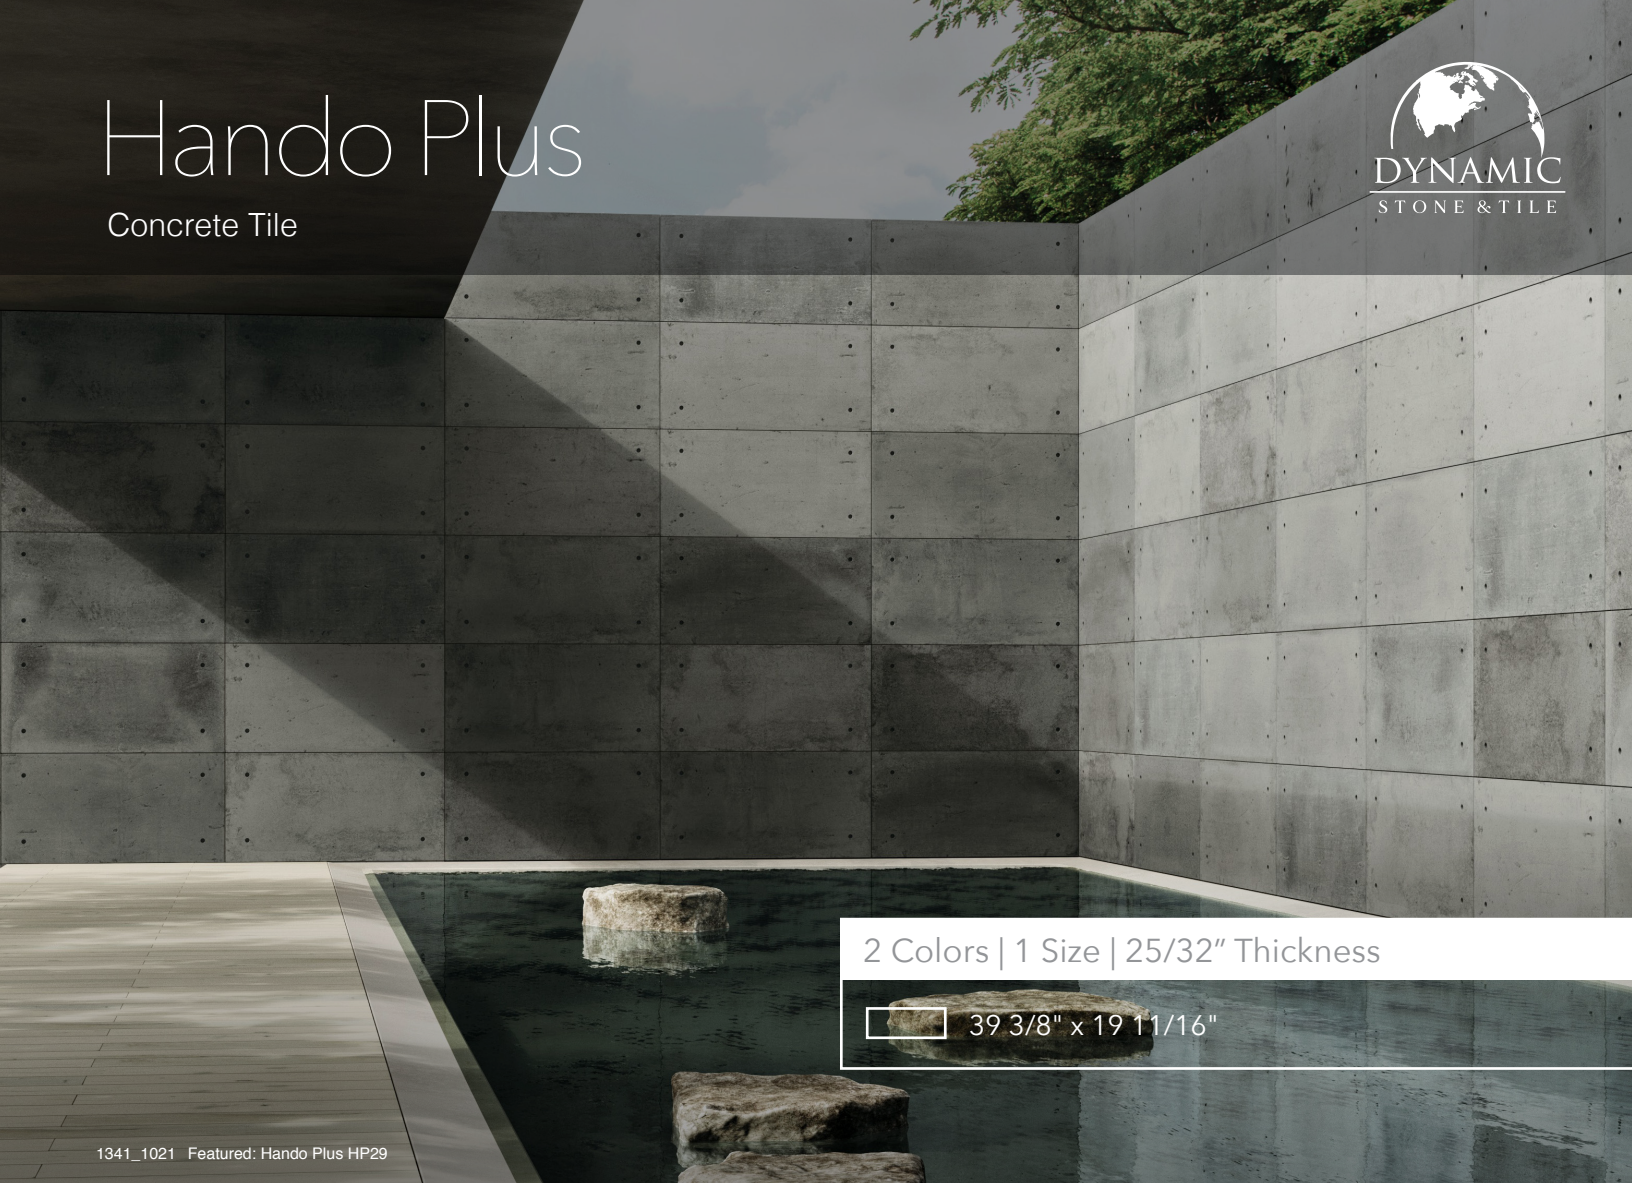 Hando Plus
Concrete Tile
DYNAMIC
STONE & TILE
2 Colors | 1 Size | 25/32” Thickness
39 3/8" x 19 11/16"
1341_1021 Featured: Hando Plus HP29